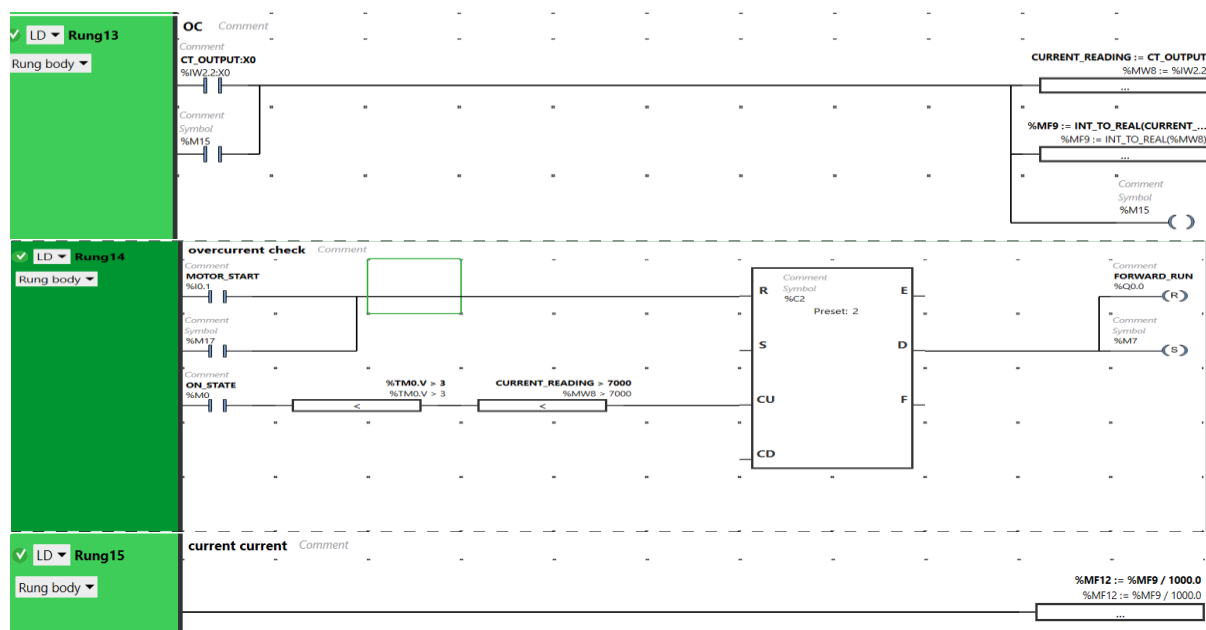 LD Rung13
Rung body
OC Comment
Comment
CT_OUTPUT:X0
%IW2.2:X0
Comment
Symbol
%M15
CURRENT_READING := CT_OUTPUT
%MW8 := %IW2.2
...
%MF9 := INT_TO_REAL(CURRENT_...
%MF9 := INT_TO_REAL(%MW8)
...
Comment
Symbol
%M15
LD Rung14
Rung body
overcurrent check Comment
Comment
MOTOR_START
%I0.1
Comment
Symbol
%M17
Comment
ON_STATE
%M0
%TM0.V > 3
%TM0.V > 3
<
CURRENT_READING > 7000
%MW8 > 7000
<
Comment
Symbol
%C2
Preset: 2
R E
S D
CU F
CD
Comment
FORWARD_RUN
%Q0.0
R
Comment
Symbol
%M7
S
LD Rung15
Rung body
current current Comment
%MF12 := %MF9 / 1000.0
%MF12 := %MF9 / 1000.0
...